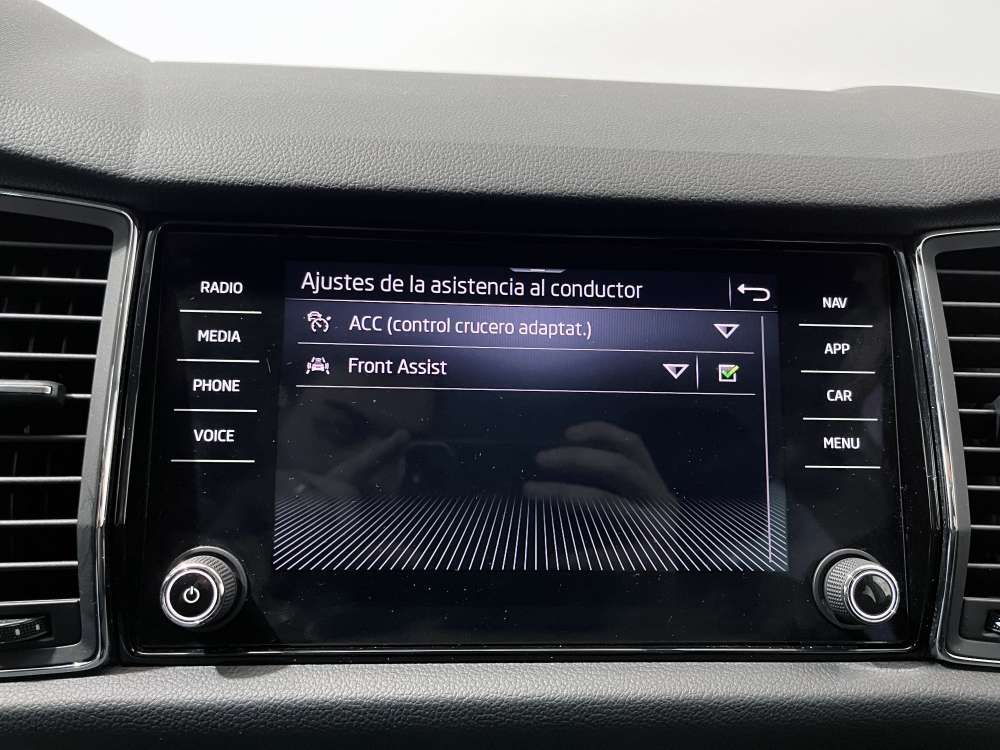 Ajustes de la asistencia al conductor
ACC (control crucero adaptat.)
Front Assist
RADIO
MEDIA
PHONE
VOICE
NAV
APP
CAR
MENU